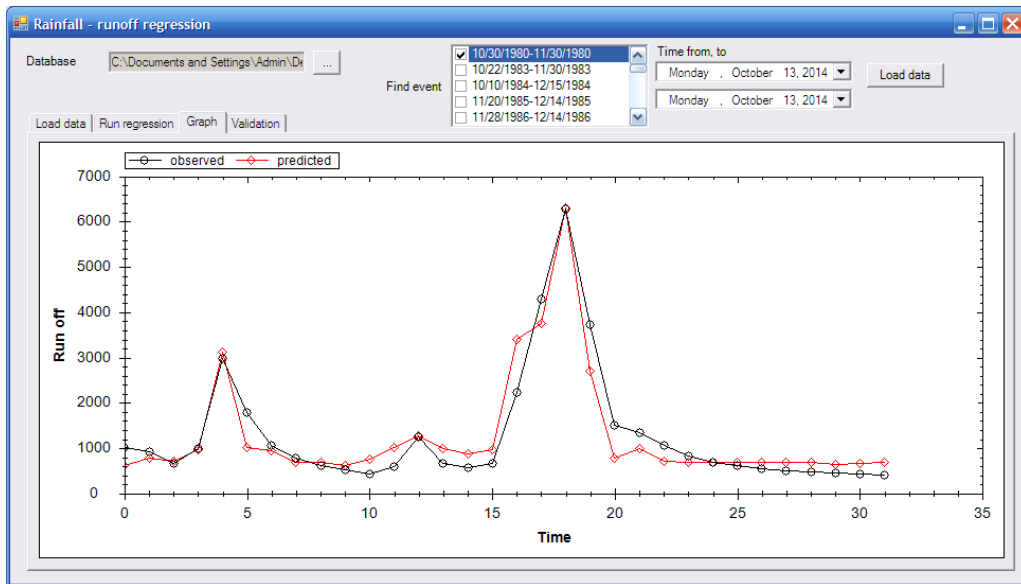 Rainfall - runoff regression
Database
C:\Documents and Settings\Admin\De
...
Find event
10/30/1980-11/30/1980
10/22/1983-11/30/1983
10/10/1984-12/15/1984
11/20/1985-12/14/1985
11/28/1986-12/14/1986
Time from, to
Monday , October 13, 2014
Monday , October 13, 2014
Load data
Load data Run regression Graph Validation
observed predicted
7000
6000
5000
4000
3000
2000
1000
0
Run off
0 5 10 15 20 25 30 35
Time